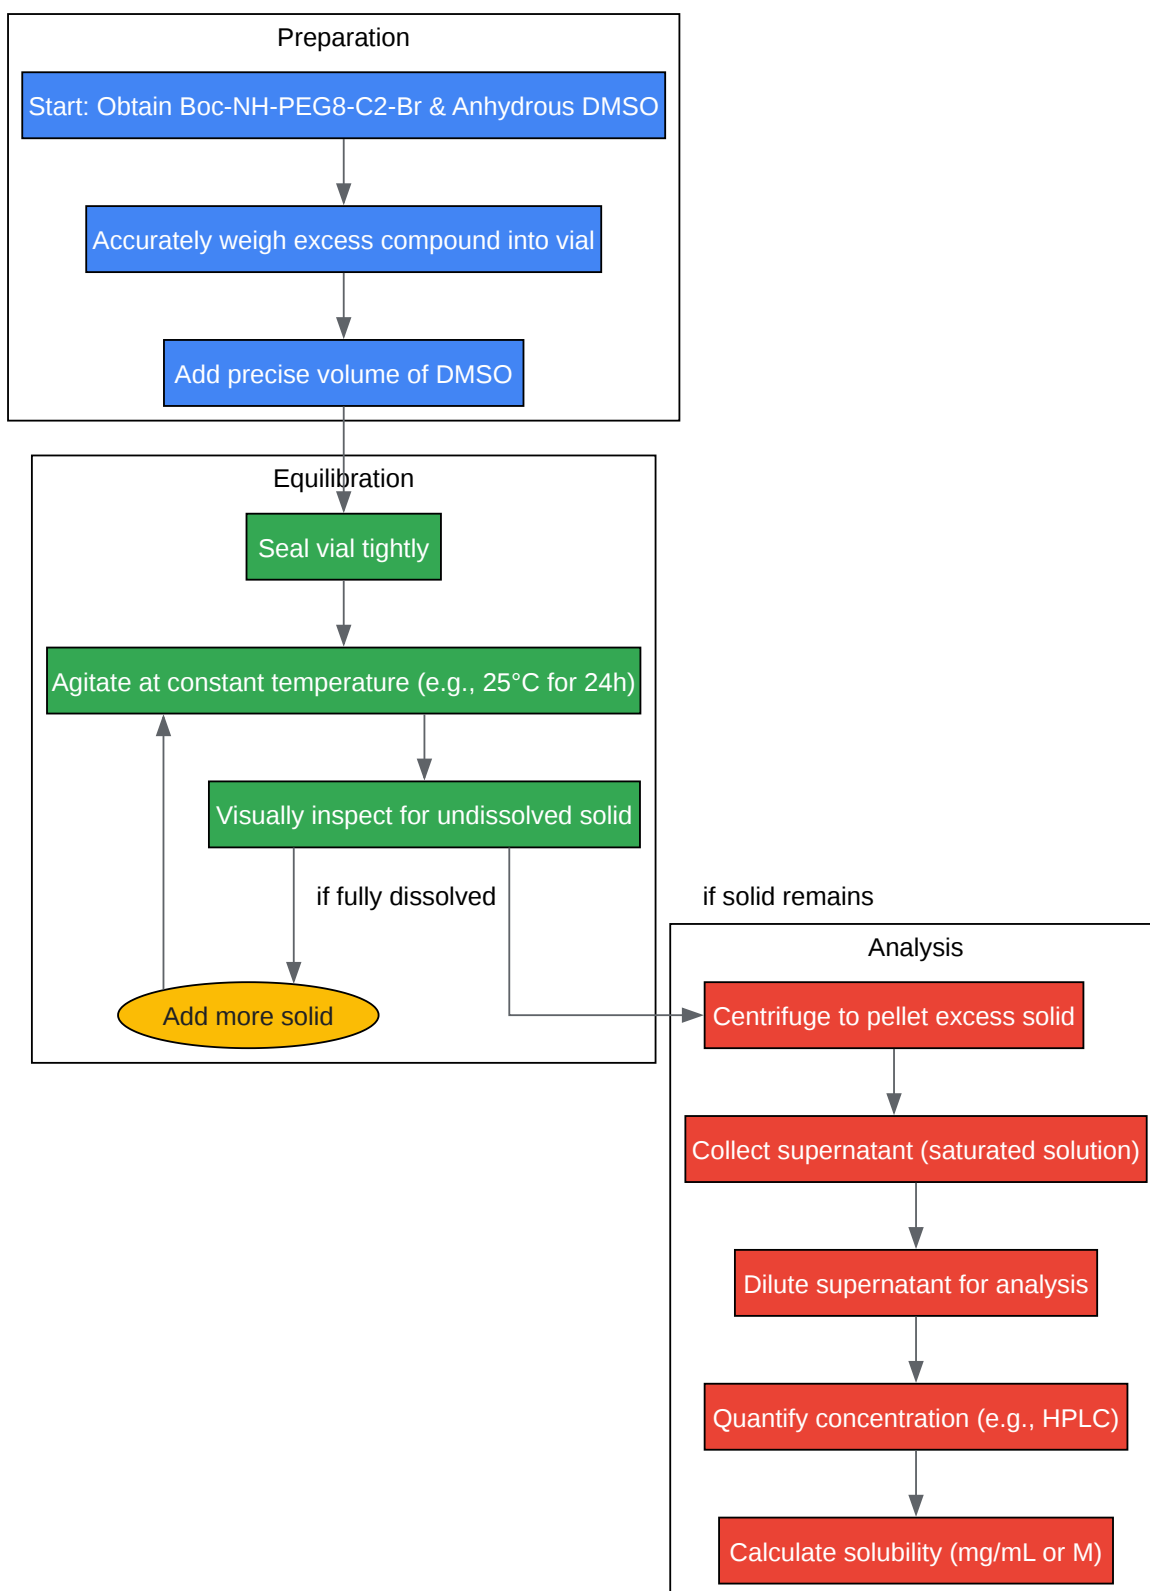 Preparation
Start: Obtain Boc-NH-PEG8-C2-Br & Anhydrous DMSO
Accurately weigh excess compound into vial
Add precise volume of DMSO
Equilibration
Seal vial tightly
Agitate at constant temperature (e.g., 25°C for 24h)
Visually inspect for undissolved solid
if fully dissolved
if solid remains
Add more solid
Analysis
Centrifuge to pellet excess solid
Collect supernatant (saturated solution)
Dilute supernatant for analysis
Quantify concentration (e.g., HPLC)
Calculate solubility (mg/mL or M)